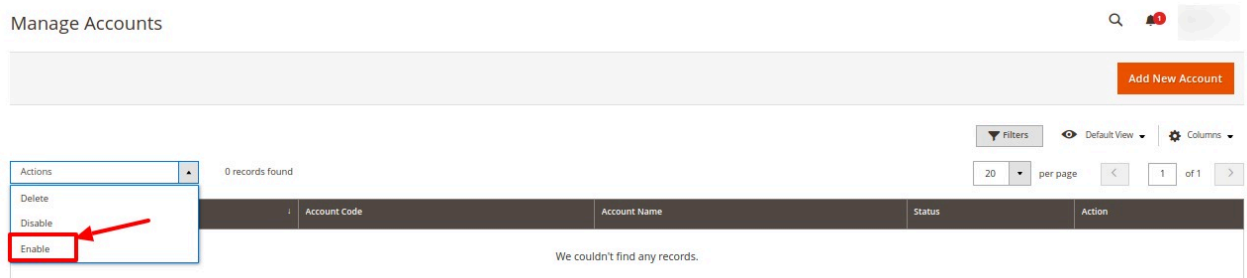 Manage Accounts
1
Add New Account
Filters
Default View
Columns
Actions
0 records found
20
per page
1
of 1
Delete
Disable
Enable
Account Code
Account Name
Status
Action
We couldn't find any records.